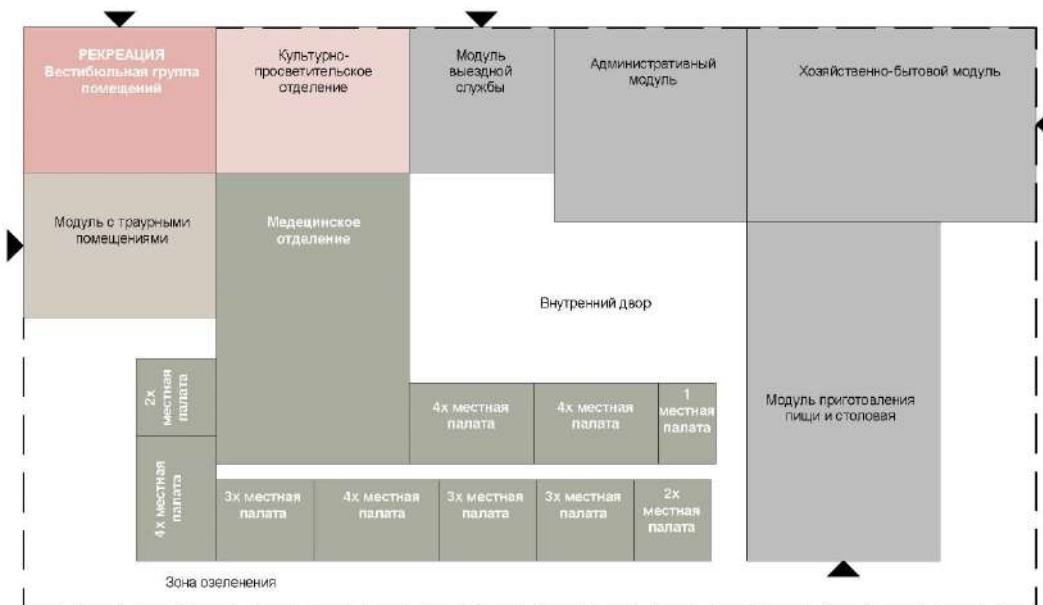 РЕКРЕАЦИЯ
Вестибюльная группа
помещений
Культурно-
просветительское
отделение
Модуль
выездной
службы
Административный
модуль
Хозяйственно-бытовой модуль
Модуль с траурными
помещениями
Медецинское
отделение
Внутренний двор
2х
местная
палата
4х местная
палата
4х местная
палата
1
местная
палата
Модуль приготовления
пищи и столовая
4х местная
палата
3х местная
палата
4х местная
палата
3х местная
палата
3х местная
палата
2х
местная
палата
Зона озеленения